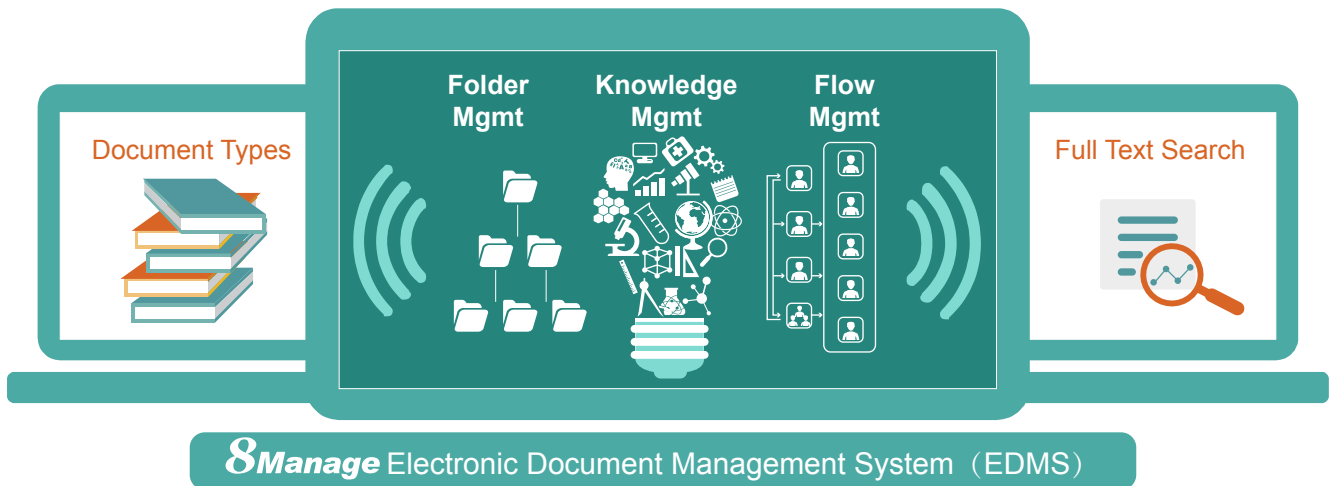 Document Types
Folder
Mgmt
Knowledge
Mgmt
Flow
Mgmt
Full Text Search
8Manage Electronic Document Management System（EDMS）